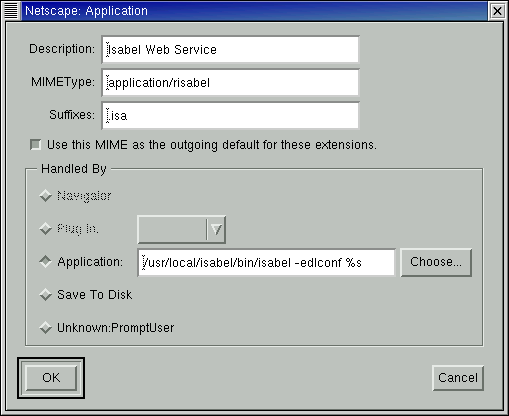 Netscape: Application
Description: Isabel Web Service
MIMEType: application/risabel
Suffixes: .isa
Use this MIME as the outgoing default for these extensions.
Handled By
Navigator
Plug In:
Application: /usr/local/isabel/bin/isabel -edlconf %s Choose...
Save To Disk
Unknown:PromptUser
OK Cancel